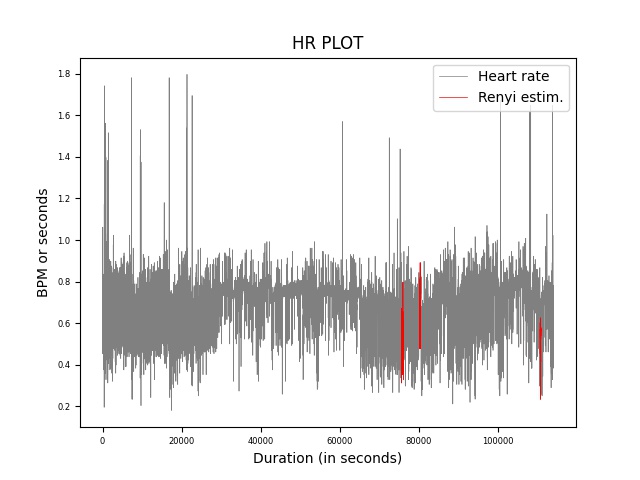 HR PLOT
Heart rate
Renyi estim.
BPM or seconds
1.8
1.6
1.4
1.2
1.0
0.8
0.6
0.4
0.2
0 20000 40000 60000 80000 100000
Duration (in seconds)